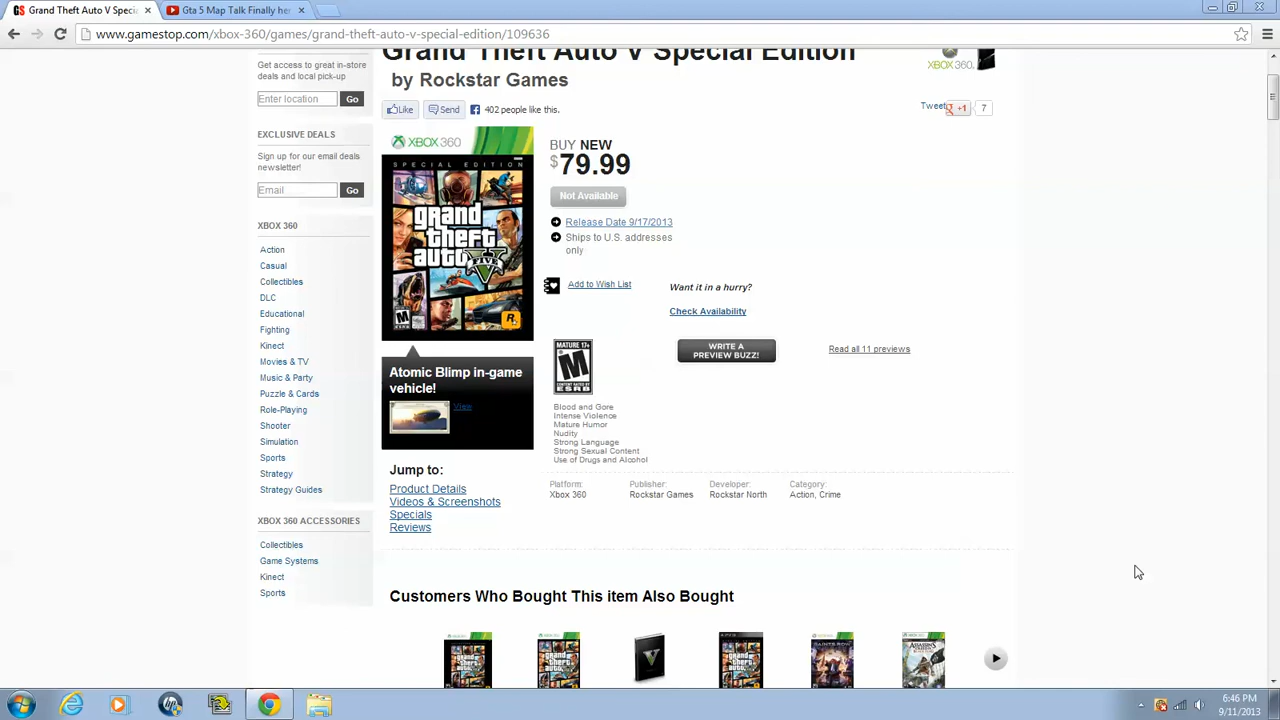 Grand Theft Auto V Speci
Gta 5 Map Talk Finally her
www.gamestop.com/xbox-360/games/grand-theft-auto-v-special-edition/109636
Grand Theft Auto V Special Edition
by Rockstar Games
XBOX 360
Get access to great in-store
deals and local pick-up
Enter location
Go
EXCLUSIVE DEALS
Sign up for our email deals
newsletter!
Email
Go
XBOX 360
Action
Casual
Collectibles
DLC
Educational
Fighting
Kinect
Movies & TV
Music & Party
Puzzle & Cards
Role-Playing
Shooter
Simulation
Sports
Strategy
Strategy Guides
XBOX 360 ACCESSORIES
Collectibles
Game Systems
Kinect
Sports
Like
Send
402 people like this.
Tweet
+1
7
XBOX 360
SPECIAL EDITION
grand
theft
auto
FIVE
Atomic Blimp in-game
vehicle!
View
Jump to:
Product Details
Videos & Screenshots
Specials
Reviews
BUY NEW
$79.99
Not Available
Release Date 9/17/2013
Ships to U.S. addresses
only
Add to Wish List
Want it in a hurry?
Check Availability
MATURE 17+
M
ESRB
WRITE A
PREVIEW BUZZ!
Read all 11 previews
Blood and Gore
Intense Violence
Mature Humor
Nudity
Strong Language
Strong Sexual Content
Use of Drugs and Alcohol
Platform:
Xbox 360
Publisher:
Rockstar Games
Developer:
Rockstar North
Category:
Action, Crime
Customers Who Bought This item Also Bought
6:46 PM
9/11/2013